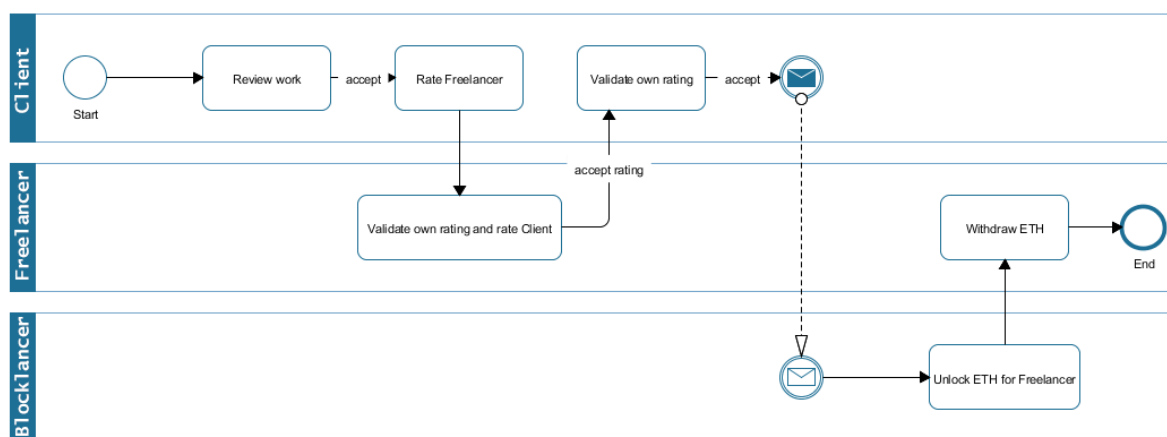 Client
Start
Review work
accept
Rate Freelancer
Validate own rating
accept
accept rating
Freelancer
Validate own rating and rate Client
Withdraw ETH
End
Blocklancer
Unlock ETH for Freelancer